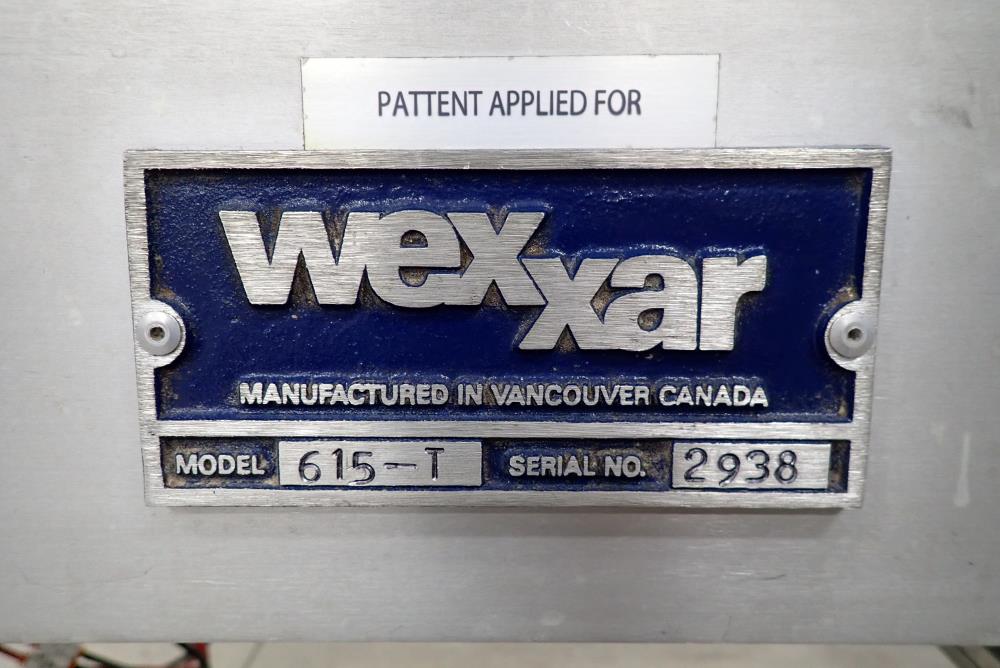 PATTENT APPLIED FOR
wexxar
MANUFACTURED IN VANCOUVER CANADA
MODEL 615-T SERIAL NO. 2938